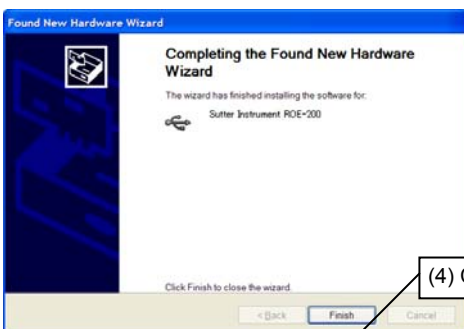 Found New Hardware Wizard
Completing the Found New Hardware
Wizard
The wizard has finished installing the software for:
Sutter Instrument ROE-200
(4) C
Click Finish to close the wizard.
< Back
Finish
Cancel